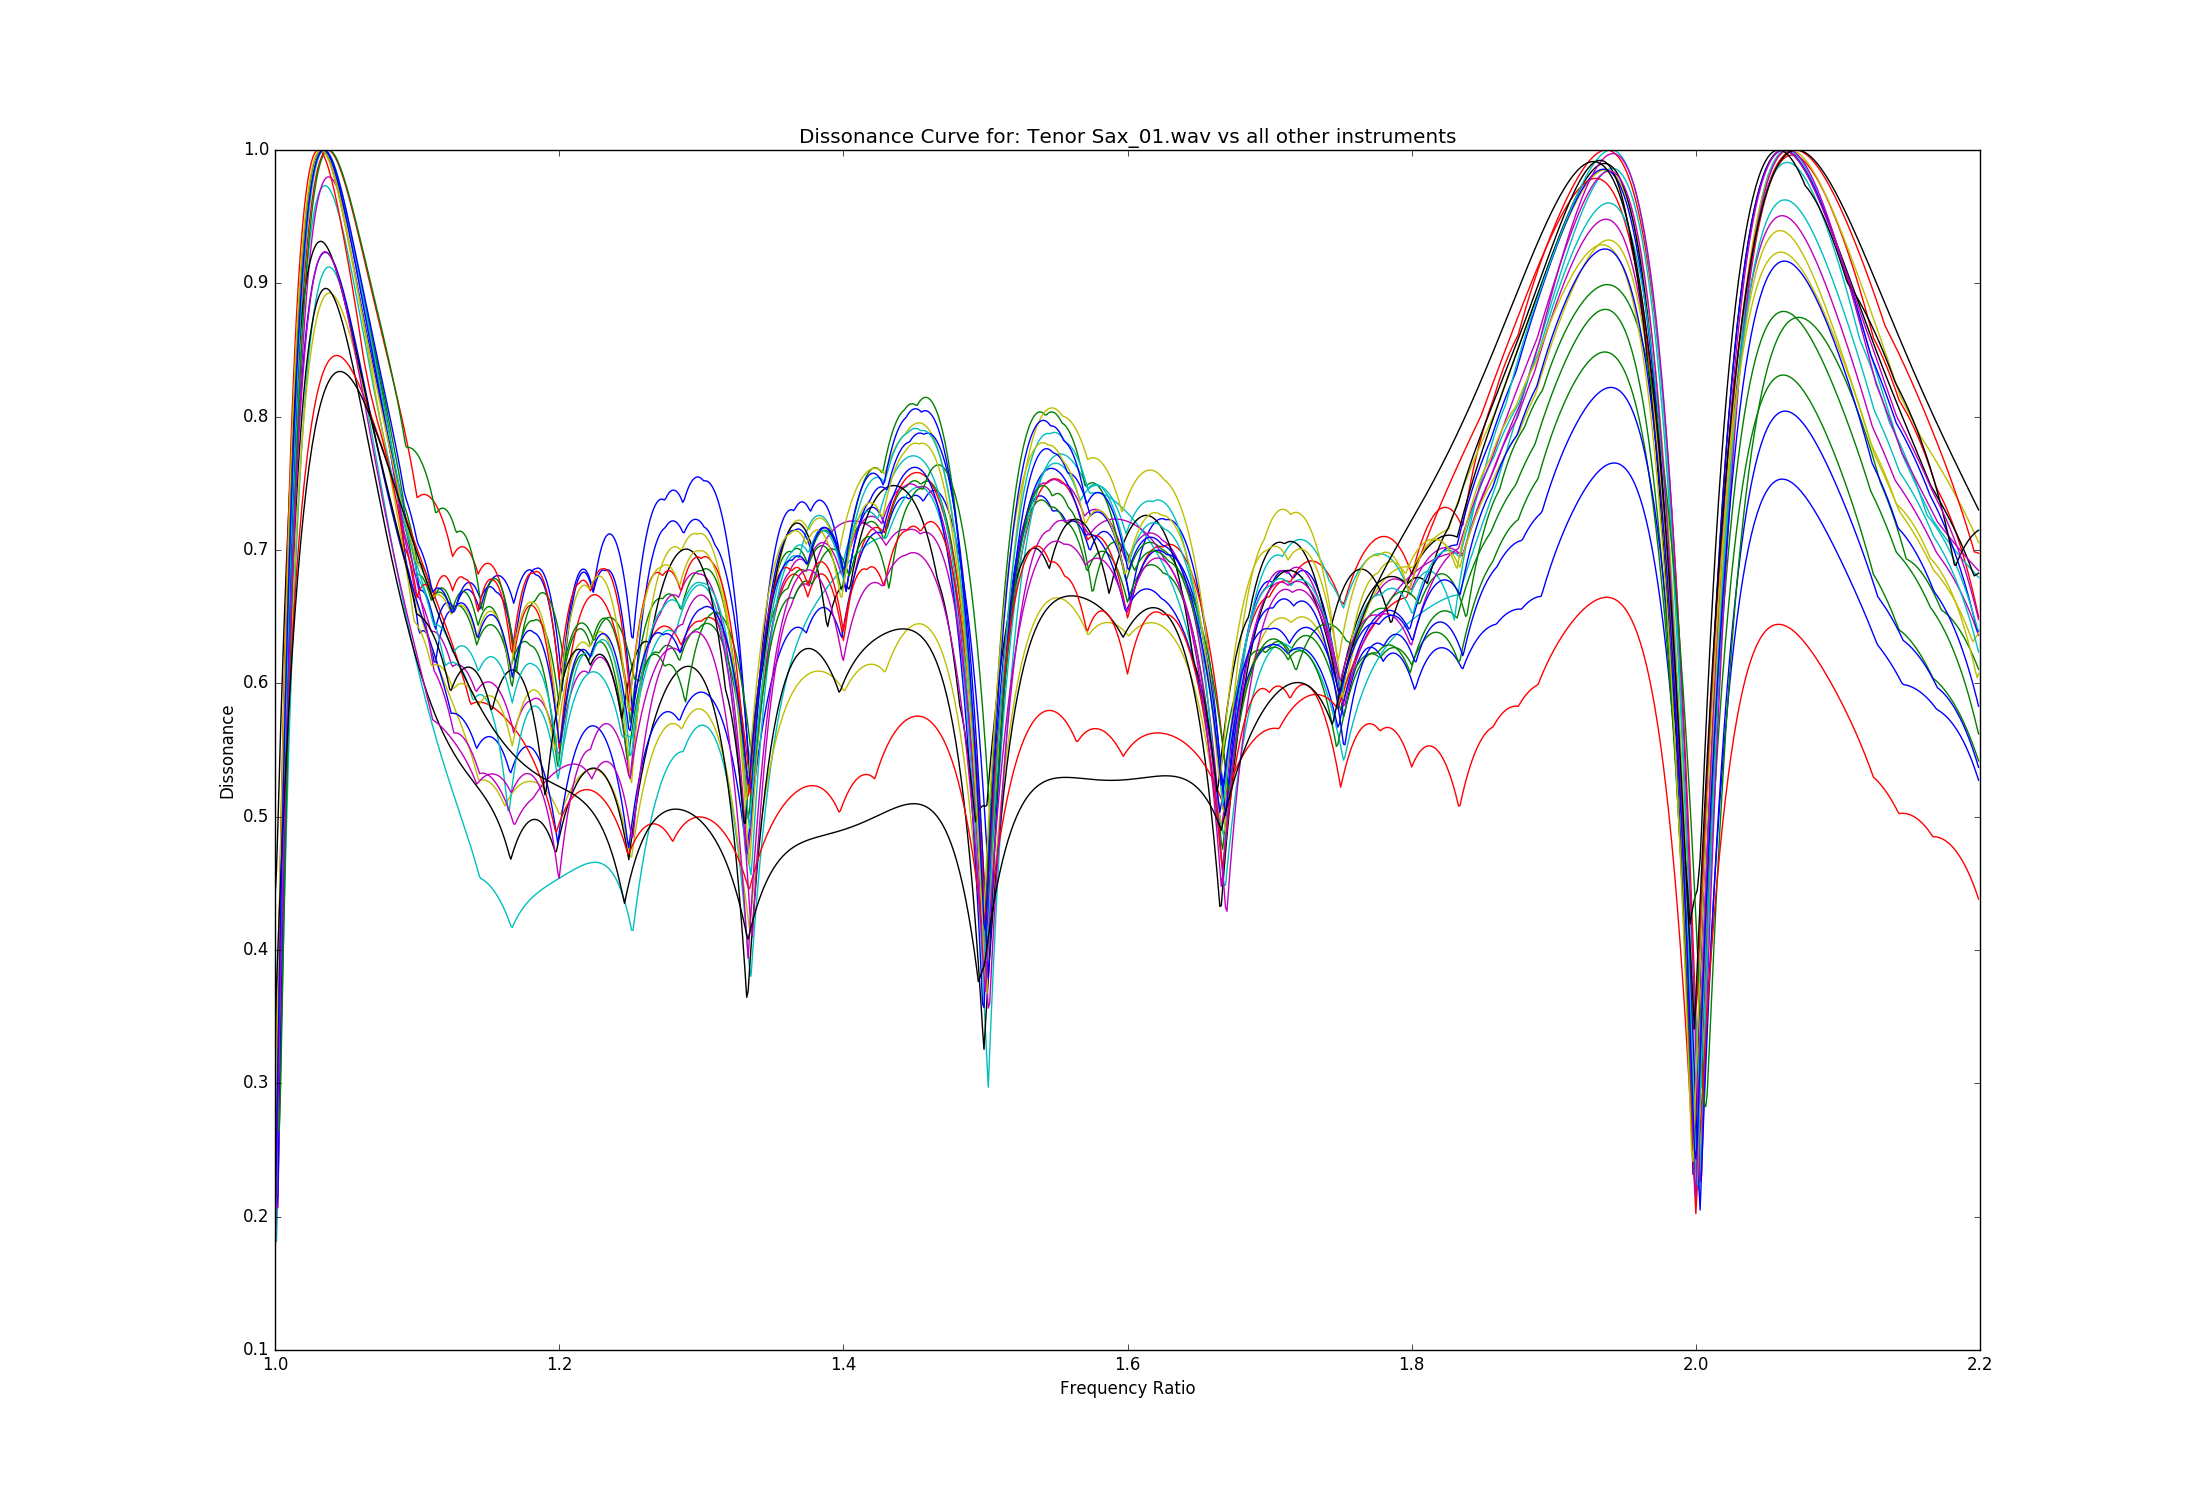 Dissonance Curve for: Tenor Sax_01.wav vs all other instruments
1.0
0.9
0.8
0.7
0.6
0.5
0.4
0.3
0.2
0.1
Dissonance
1.0 1.2 1.4 1.6 1.8 2.0 2.2
Frequency Ratio